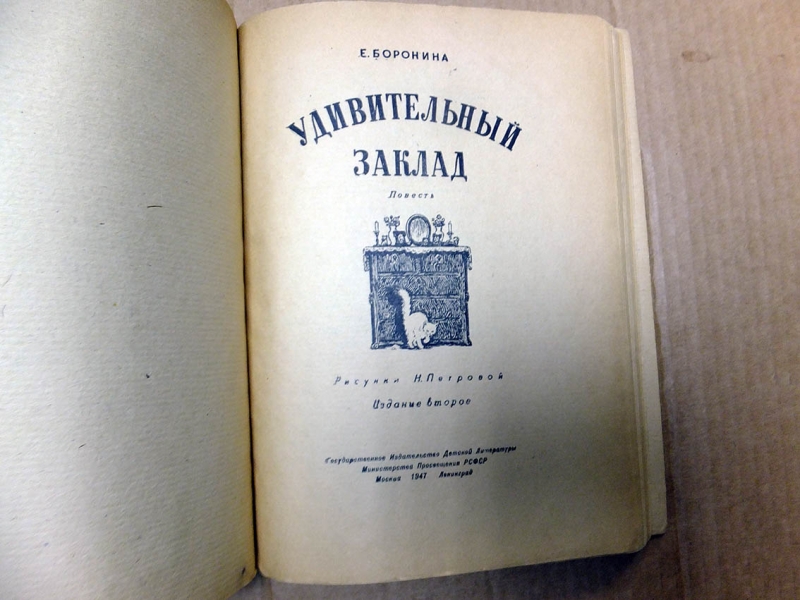 Е. БОРОНИНА
УДИВИТЕЛЬНЫЙ
ЗАКЛАД
Повесть
Рисунки Н. Петровой
Издание второе
Государственное Издательство Детской Литературы
Министерства Просвещения РСФСР
Москва 1947 Ленинград